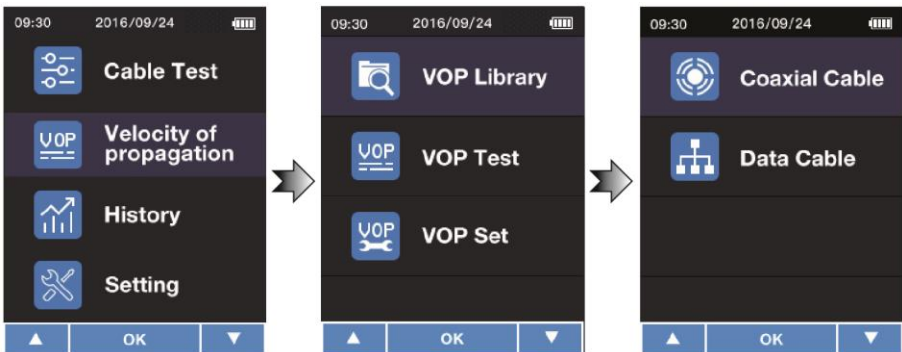 09:30 2016/09/24
Cable Test
VOP
Velocity of
propagation
History
Setting
OK
09:30 2016/09/24
VOP Library
VOP
VOP Test
VOP
VOP Set
OK
09:30 2016/09/24
Coaxial Cable
Data Cable
OK